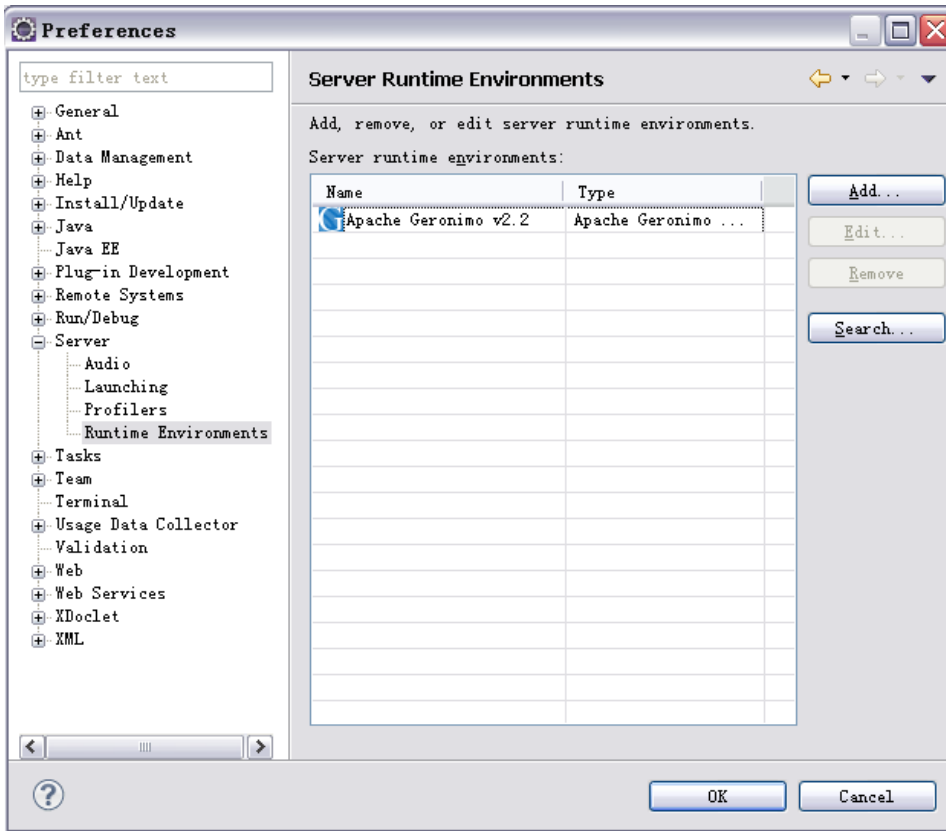 Preferences
type filter text
General
Ant
Data Management
Help
Install/Update
Java
Java EE
Plug-in Development
Remote Systems
Run/Debug
Server
Audio
Launching
Profilers
Runtime Environments
Tasks
Team
Terminal
Usage Data Collector
Validation
Web
Web Services
XDoclet
XML
Server Runtime Environments
Add, remove, or edit server runtime environments.
Server runtime environments:
Name Type
Apache Geronimo v2.2 Apache Geronimo ...
Add...
Edit...
Remove
Search...
OK Cancel